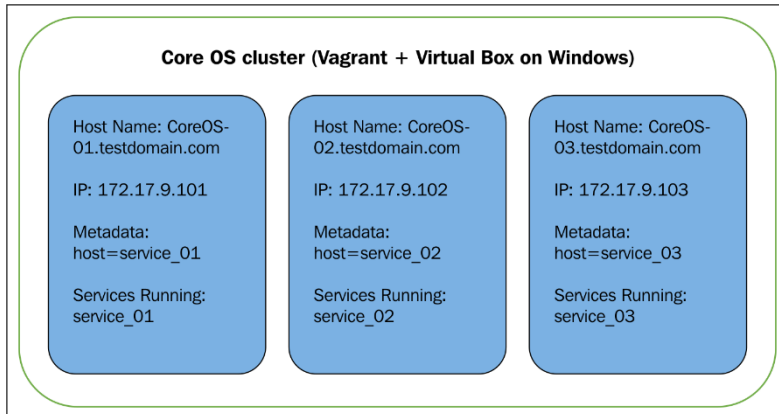 Core OS cluster (Vagrant + Virtual Box on Windows)
Host Name: CoreOS-
01.testdomain.com
IP: 172.17.9.101
Metadata:
host=service_01
Services Running:
service_01
Host Name: CoreOS-
02.testdomain.com
IP: 172.17.9.102
Metadata:
host=service_02
Services Running:
service_02
Host Name: CoreOS-
03.testdomain.com
IP: 172.17.9.103
Metadata:
host=service_03
Services Running:
service_03